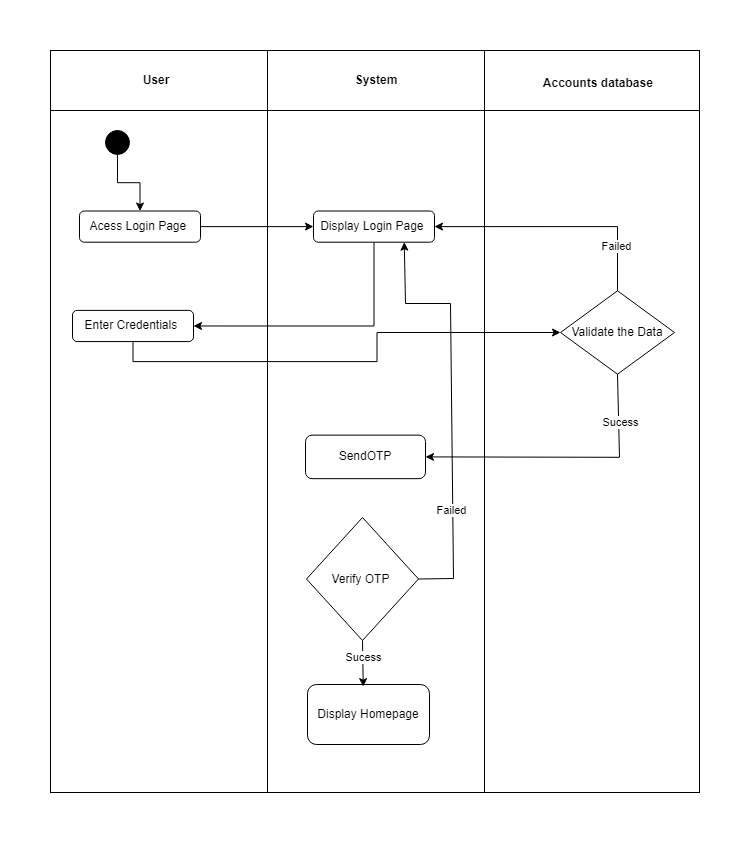 User
System
Accounts database
Acess Login Page
Display Login Page
Failed
Enter Credentials
Validate the Data
Sucess
SendOTP
Failed
Verify OTP
Sucess
Display Homepage